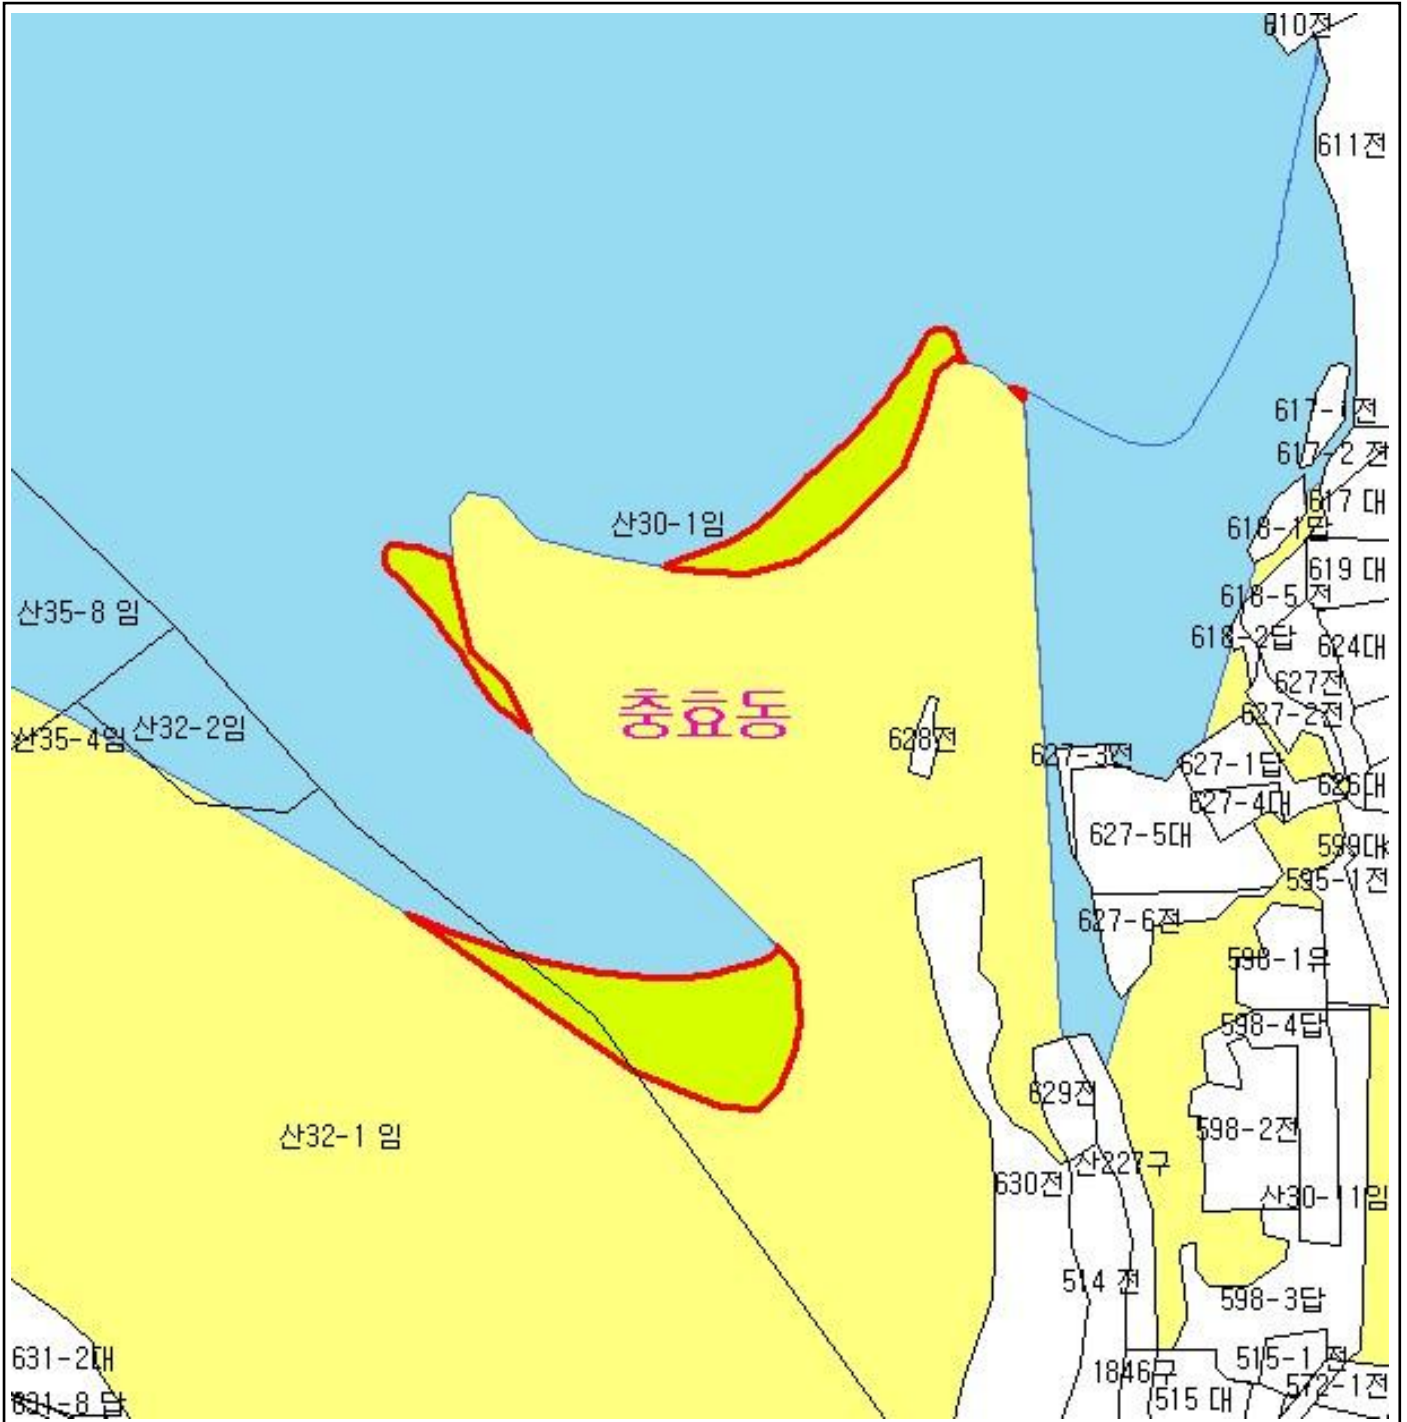 810전
611전
617-1전
617-2 전
617 대
산30-1임
618-1답
619 대
618-5 전
산35-8 임
618-2답
624대
627전
충효동
627-2전
산32-2임
산35-4임
628전
627-3전
627-1답
626대
627-4대
627-5대
599대
595-1전
627-6전
598-1유
598-4답
629전
598-2전
산32-1 임
산227구
630전
산30-11임
514 전
598-3답
631-2대
515-1 전
1846구
572-1전
631-8 답
515 대